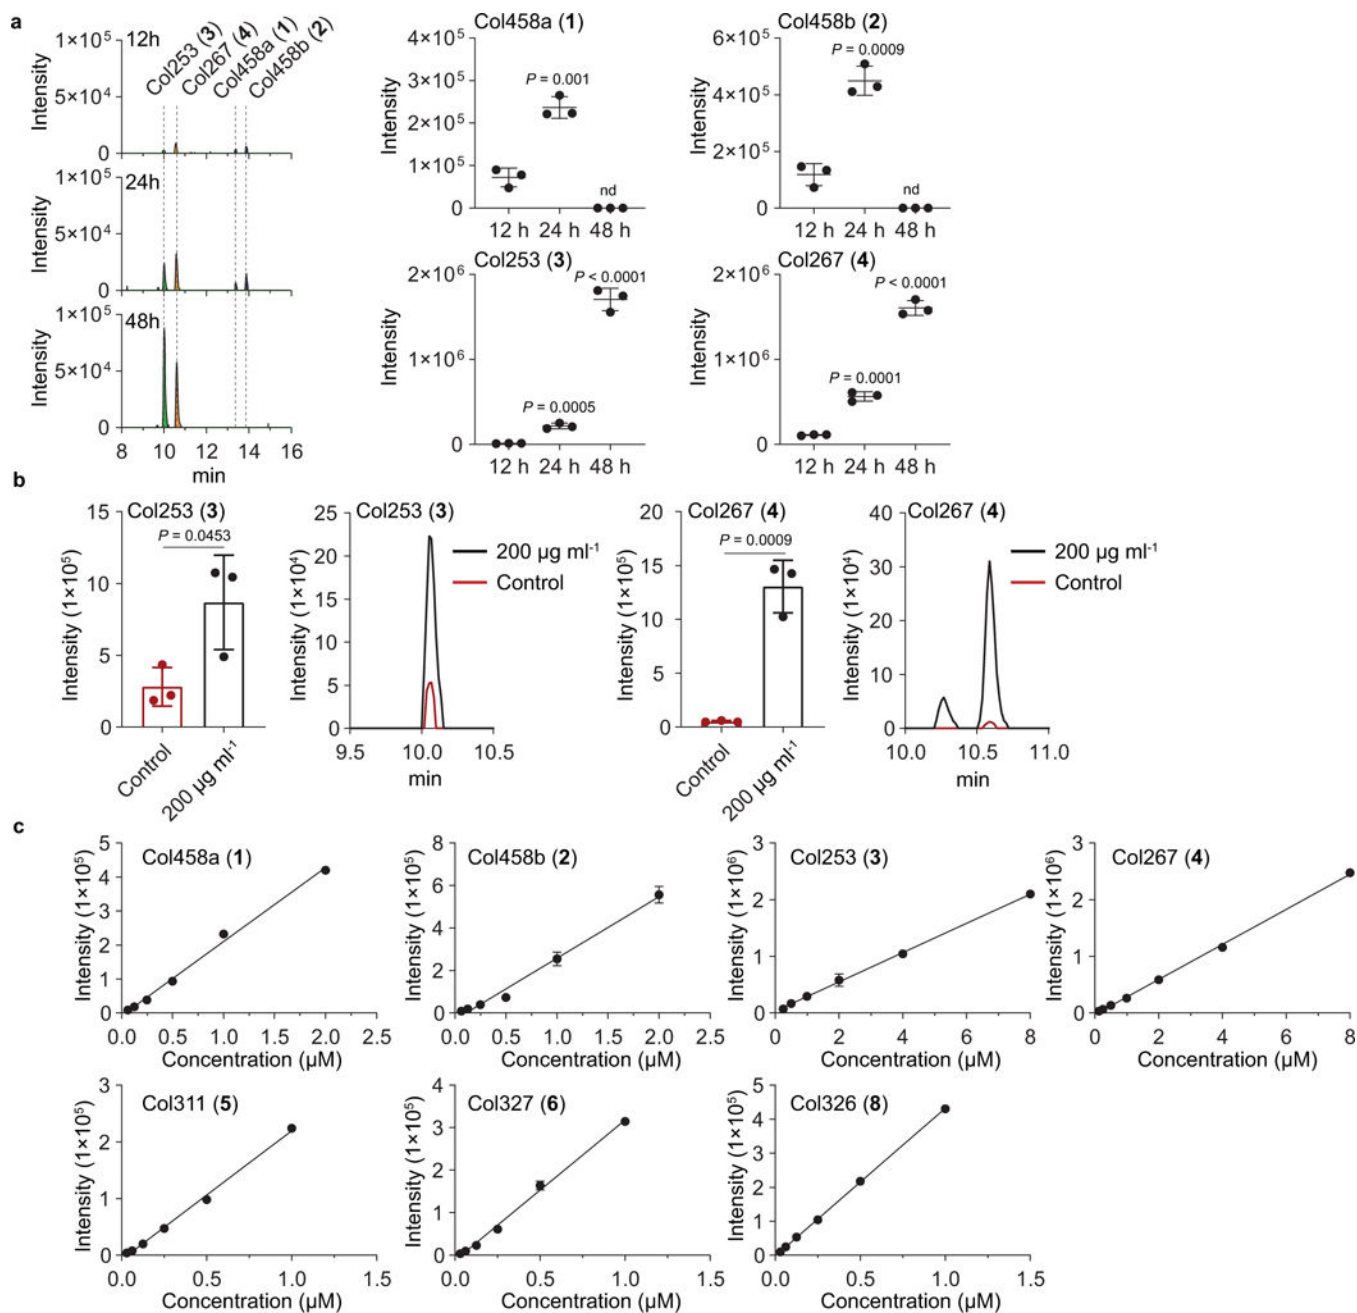 a
12h
Col253 (3)
Col267 (4)
Col458a (1)
Col458b (2)
1×10⁵
5×10⁴
0
Intensity
24h
1×10⁵
5×10⁴
0
Intensity
48h
1×10⁵
5×10⁴
0
Intensity
8 10 12 14 16
min
Col458a (1)
4×10⁵
3×10⁵
2×10⁵
1×10⁵
0
Intensity
P = 0.001
nd
12 h 24 h 48 h
Col458b (2)
6×10⁵
4×10⁵
2×10⁵
0
Intensity
P = 0.0009
nd
12 h 24 h 48 h
Col253 (3)
2×10⁶
1×10⁶
0
Intensity
P < 0.0001
P = 0.0005
12 h 24 h 48 h
Col267 (4)
2×10⁶
1×10⁶
0
Intensity
P < 0.0001
P = 0.0001
12 h 24 h 48 h
b
Col253 (3)
P = 0.0453
15
10
5
0
Intensity (1×10⁵)
Control
200 µg ml⁻¹
Col253 (3)
25
20
15
10
5
0
Intensity (1×10⁴)
200 µg ml⁻¹
Control
9.5 10.0 10.5
min
Col267 (4)
P = 0.0009
20
15
10
5
0
Intensity (1×10⁵)
Control
200 µg ml⁻¹
Col267 (4)
40
30
20
10
0
Intensity (1×10⁴)
200 µg ml⁻¹
Control
10.0 10.5 11.0
min
c
Col458a (1)
5
4
3
2
1
0
Intensity (1×10⁵)
0.0 0.5 1.0 1.5 2.0 2.5
Concentration (µM)
Col458b (2)
8
6
4
2
0
Intensity (1×10⁵)
0.0 0.5 1.0 1.5 2.0 2.5
Concentration (µM)
Col253 (3)
3
2
1
0
Intensity (1×10⁶)
0 2 4 6 8
Concentration (µM)
Col267 (4)
3
2
1
0
Intensity (1×10⁶)
0 2 4 6 8
Concentration (µM)
Col311 (5)
3
2
1
0
Intensity (1×10⁵)
0.0 0.5 1.0 1.5
Concentration (µM)
Col327 (6)
4
3
2
1
0
Intensity (1×10⁵)
0.0 0.5 1.0 1.5
Concentration (µM)
Col326 (8)
5
4
3
2
1
0
Intensity (1×10⁵)
0.0 0.5 1.0 1.5
Concentration (µM)